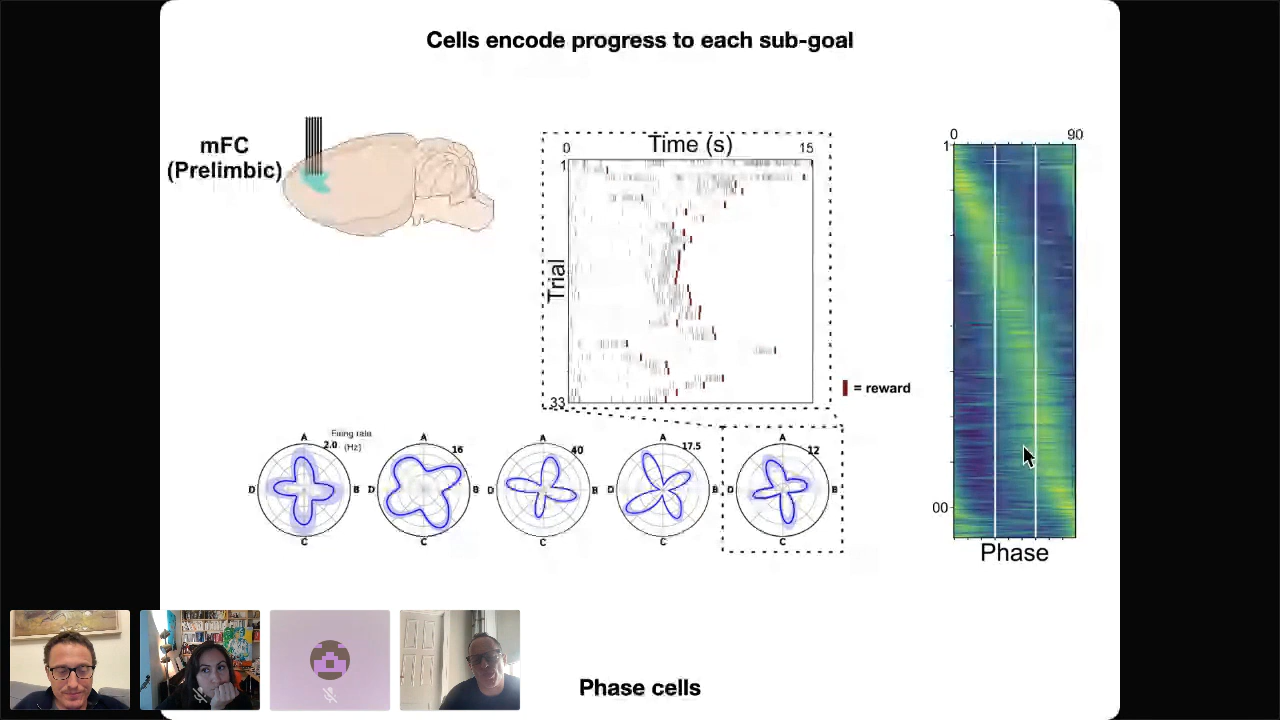 Cells encode progress to each sub-goal
mFC
(Prelimbic)
Time (s)
0 15
1
Trial
33
= reward
0 90
1
00
Phase
Firing rate
(Hz)
A 2.0 A 16 A 40 A 17.5 A 12
D B D B D B D B D B
C C C C C
Phase cells